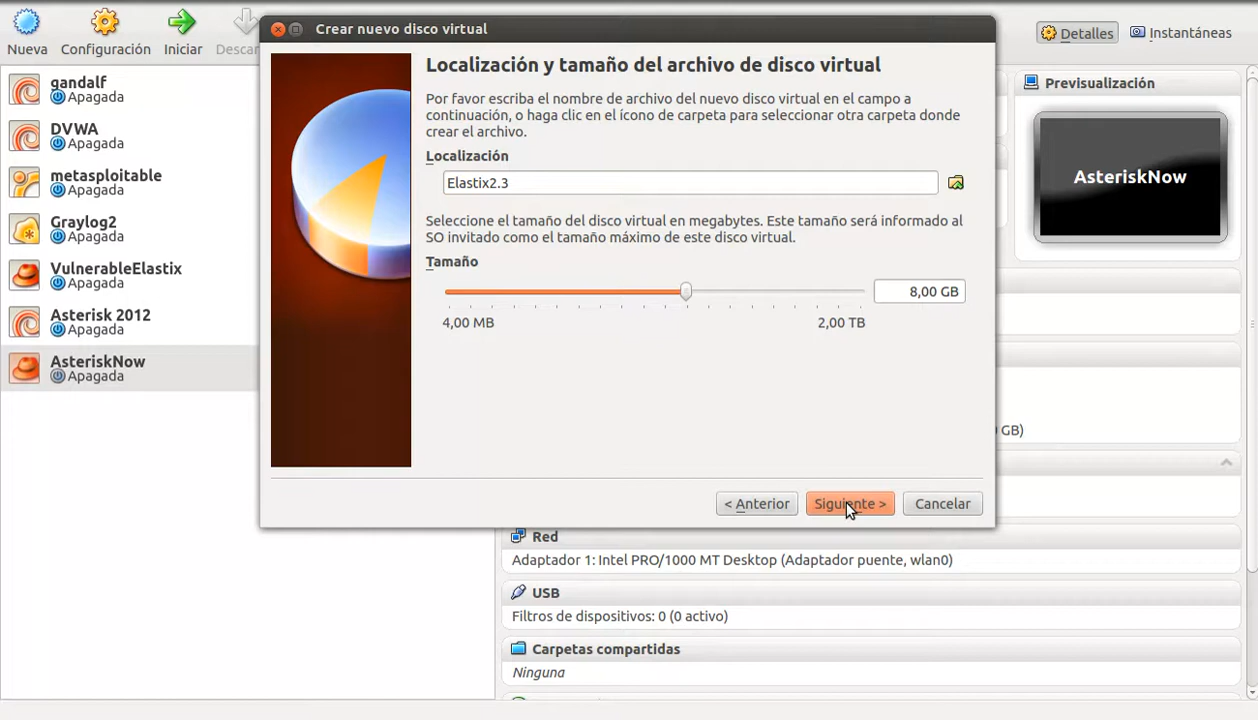 Crear nuevo disco virtual
Nueva
Configuración
Iniciar
Descar
Detalles
Instantáneas
gandalf
Apagada
DVWA
Apagada
metasploitable
Apagada
Graylog2
Apagada
VulnerableElastix
Apagada
Asterisk 2012
Apagada
AsteriskNow
Apagada
Localización y tamaño del archivo de disco virtual
Por favor escriba el nombre de archivo del nuevo disco virtual en el campo a
continuación, o haga clic en el ícono de carpeta para seleccionar otra carpeta donde
crear el archivo.
Localización
Elastix2.3
Seleccione el tamaño del disco virtual en megabytes. Este tamaño será informado al
SO invitado como el tamaño máximo de este disco virtual.
Tamaño
8,00 GB
4,00 MB
2,00 TB
< Anterior
Siguiente >
Cancelar
Previsualización
AsteriskNow
GB)
Red
Adaptador 1: Intel PRO/1000 MT Desktop (Adaptador puente, wlan0)
USB
Filtros de dispositivos: 0 (0 activo)
Carpetas compartidas
Ninguna